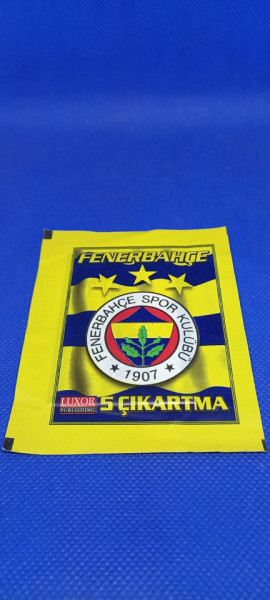 FENERBAHÇE
FENERBAHÇE SPOR KULÜBÜ
1907
LUXOR
PUBLISHING
5 ÇIKARTMA